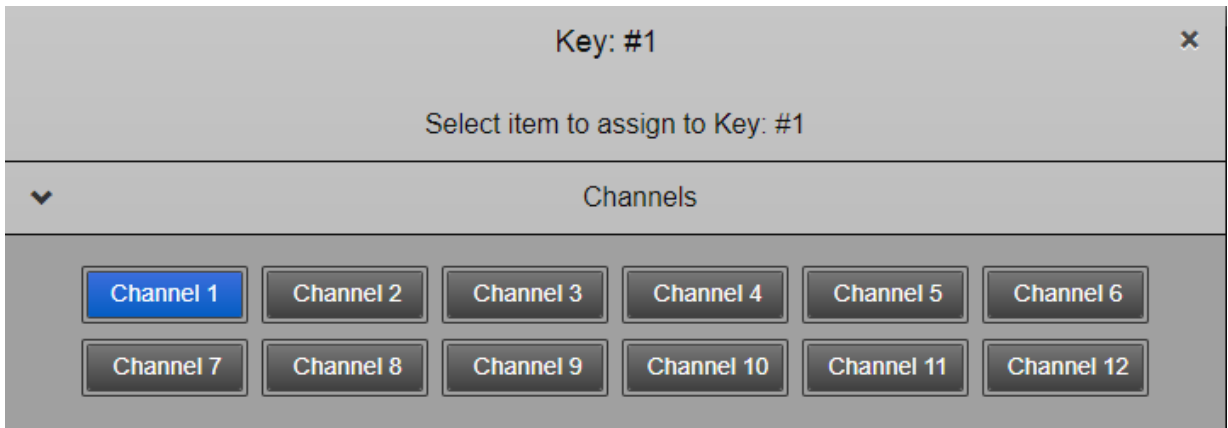 Key: #1
Select item to assign to Key: #1
Channels
Channel 1 Channel 2 Channel 3 Channel 4 Channel 5 Channel 6
Channel 7 Channel 8 Channel 9 Channel 10 Channel 11 Channel 12